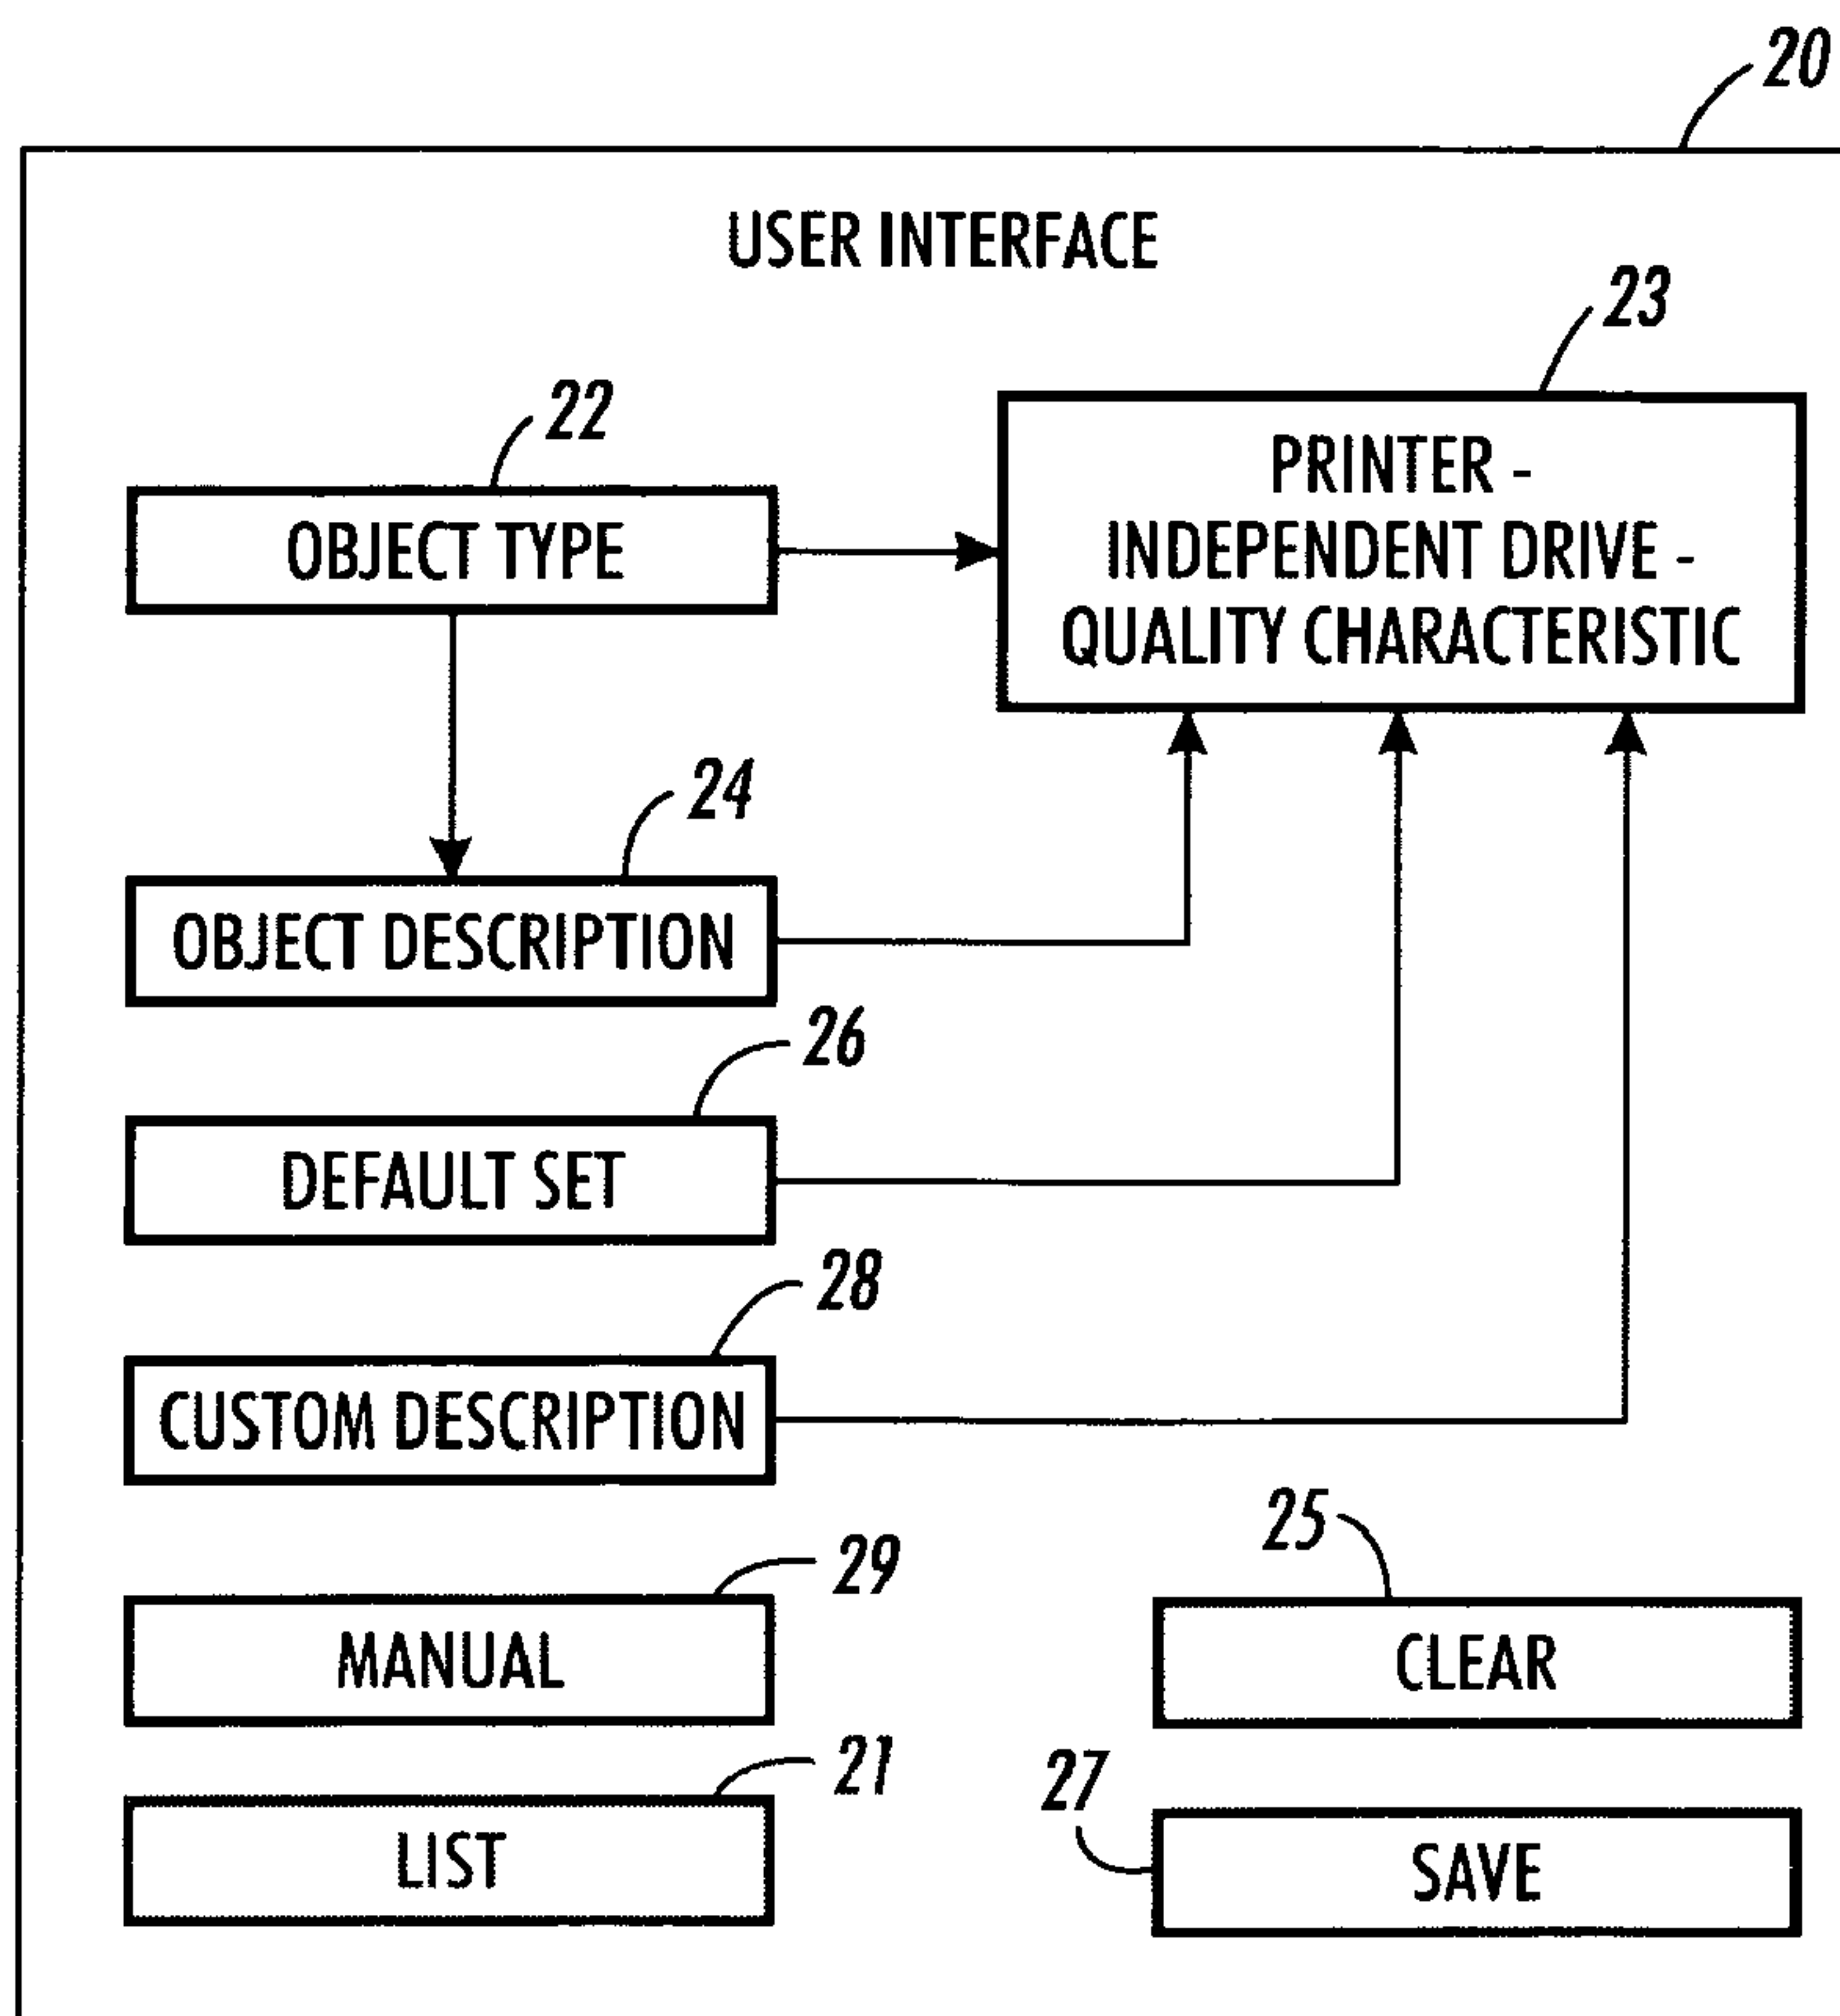 20
USER INTERFACE
23
22
PRINTER -
INDEPENDENT DRIVE -
QUALITY CHARACTERISTIC
OBJECT TYPE
24
OBJECT DESCRIPTION
26
DEFAULT SET
28
CUSTOM DESCRIPTION
25
29
MANUAL
CLEAR
21
27
LIST
SAVE